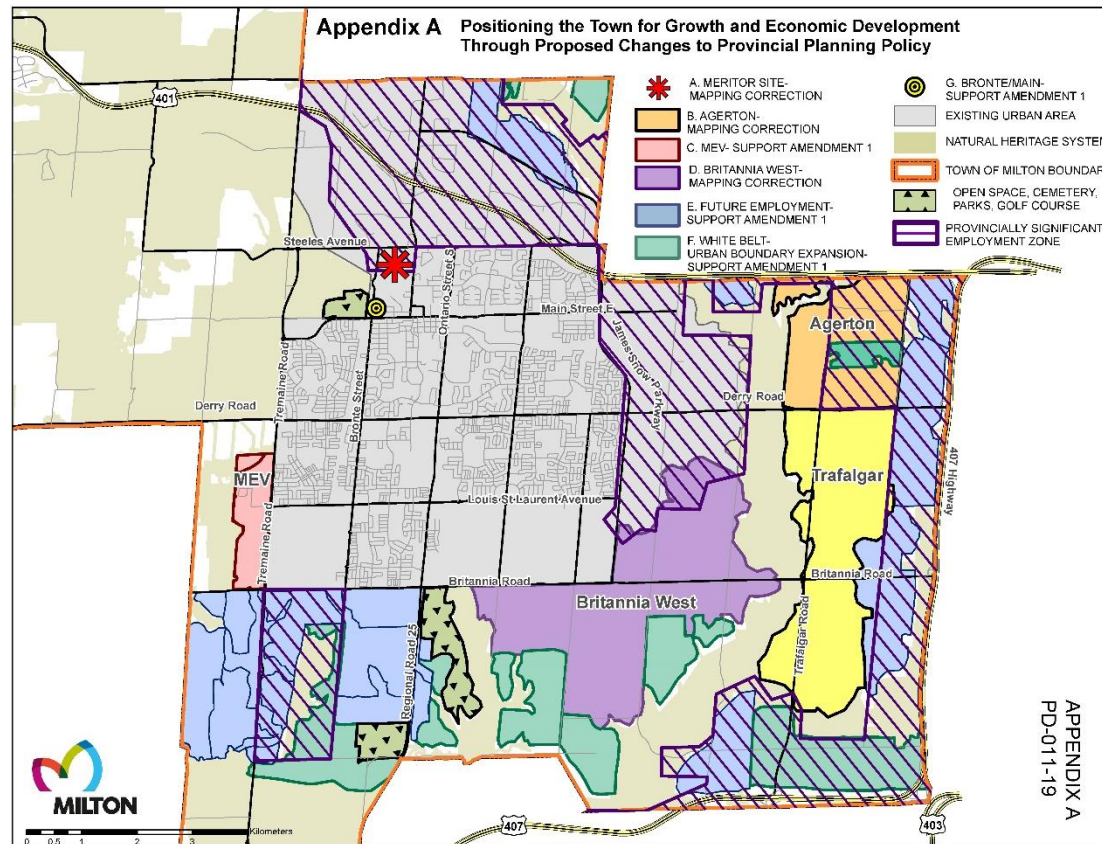 Appendix A
Positioning the Town for Growth and Economic Development
Through Proposed Changes to Provincial Planning Policy
A. MERITOR SITE-
MAPPING CORRECTION
B. AGERTON-
MAPPING CORRECTION
C. MEV- SUPPORT AMENDMENT 1
D. BRITANNIA WEST-
MAPPING CORRECTION
E. FUTURE EMPLOYMENT-
SUPPORT AMENDMENT 1
F. WHITE BELT-
URBAN BOUNDARY EXPANSION-
SUPPORT AMENDMENT 1
G. BRONTE/MAIN-
SUPPORT AMENDMENT 1
EXISTING URBAN AREA
NATURAL HERITAGE SYSTEM
TOWN OF MILTON BOUNDAR
OPEN SPACE, CEMETERY,
PARKS, GOLF COURSE
PROVINCIALLY SIGNIFICANT
EMPLOYMENT ZONE
401
Steeles Avenue
Ontario Street S
Main Street E
James Snow Parkway
Agerton
Tremaine Road
Bronte Street
Derry Road
Derry Road
407 Highway
MEV
Trafalgar
Louis St Laurent Avenue
Tremaine Road
Britannia Road
Britannia Road
Britannia West
Regional Road 25
Trafalgar Road
MILTON
Kilometers
0 0.5 1 2 3
407
403
APPENDIX A
PD-011-19